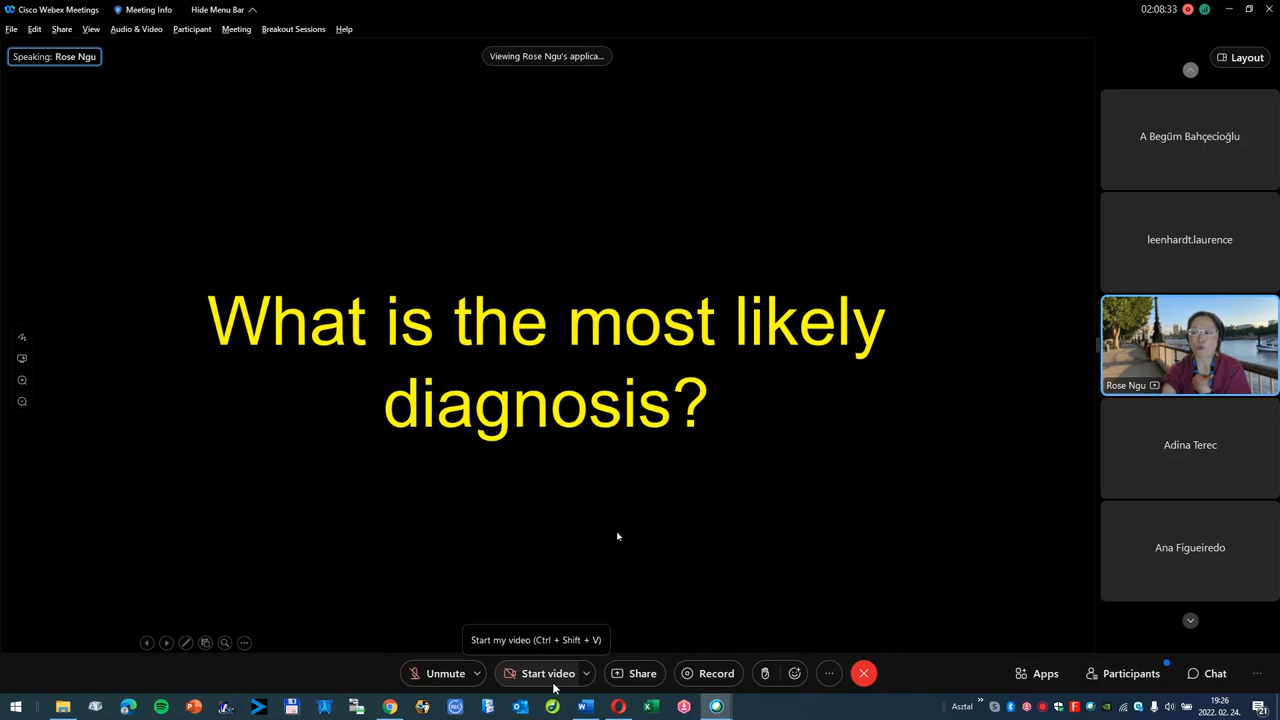 Cisco Webex Meetings
Meeting Info
Hide Menu Bar
02:08:33
File Edit Share View Audio & Video Participant Meeting Breakout Sessions Help
Speaking: Rose Ngu
Viewing Rose Ngu's applica...
Layout
A Begüm Bahçecioğlu
leenhardt.laurence
What is the most likely
diagnosis?
Rose Ngu
Adina Terec
Ana Figueiredo
Start my video (Ctrl + Shift + V)
Unmute
Start video
Share
Record
Apps
Participants
Chat
Asztal
19:26
2022. 02. 24.